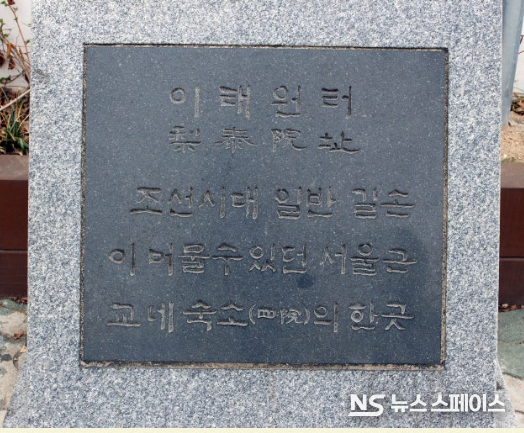 이태원터
梨泰院址
조선시대 일반 길손
이 머물수 있던 서울근
교 네 숙소(四院)의 한곳
NS 뉴스스페이스